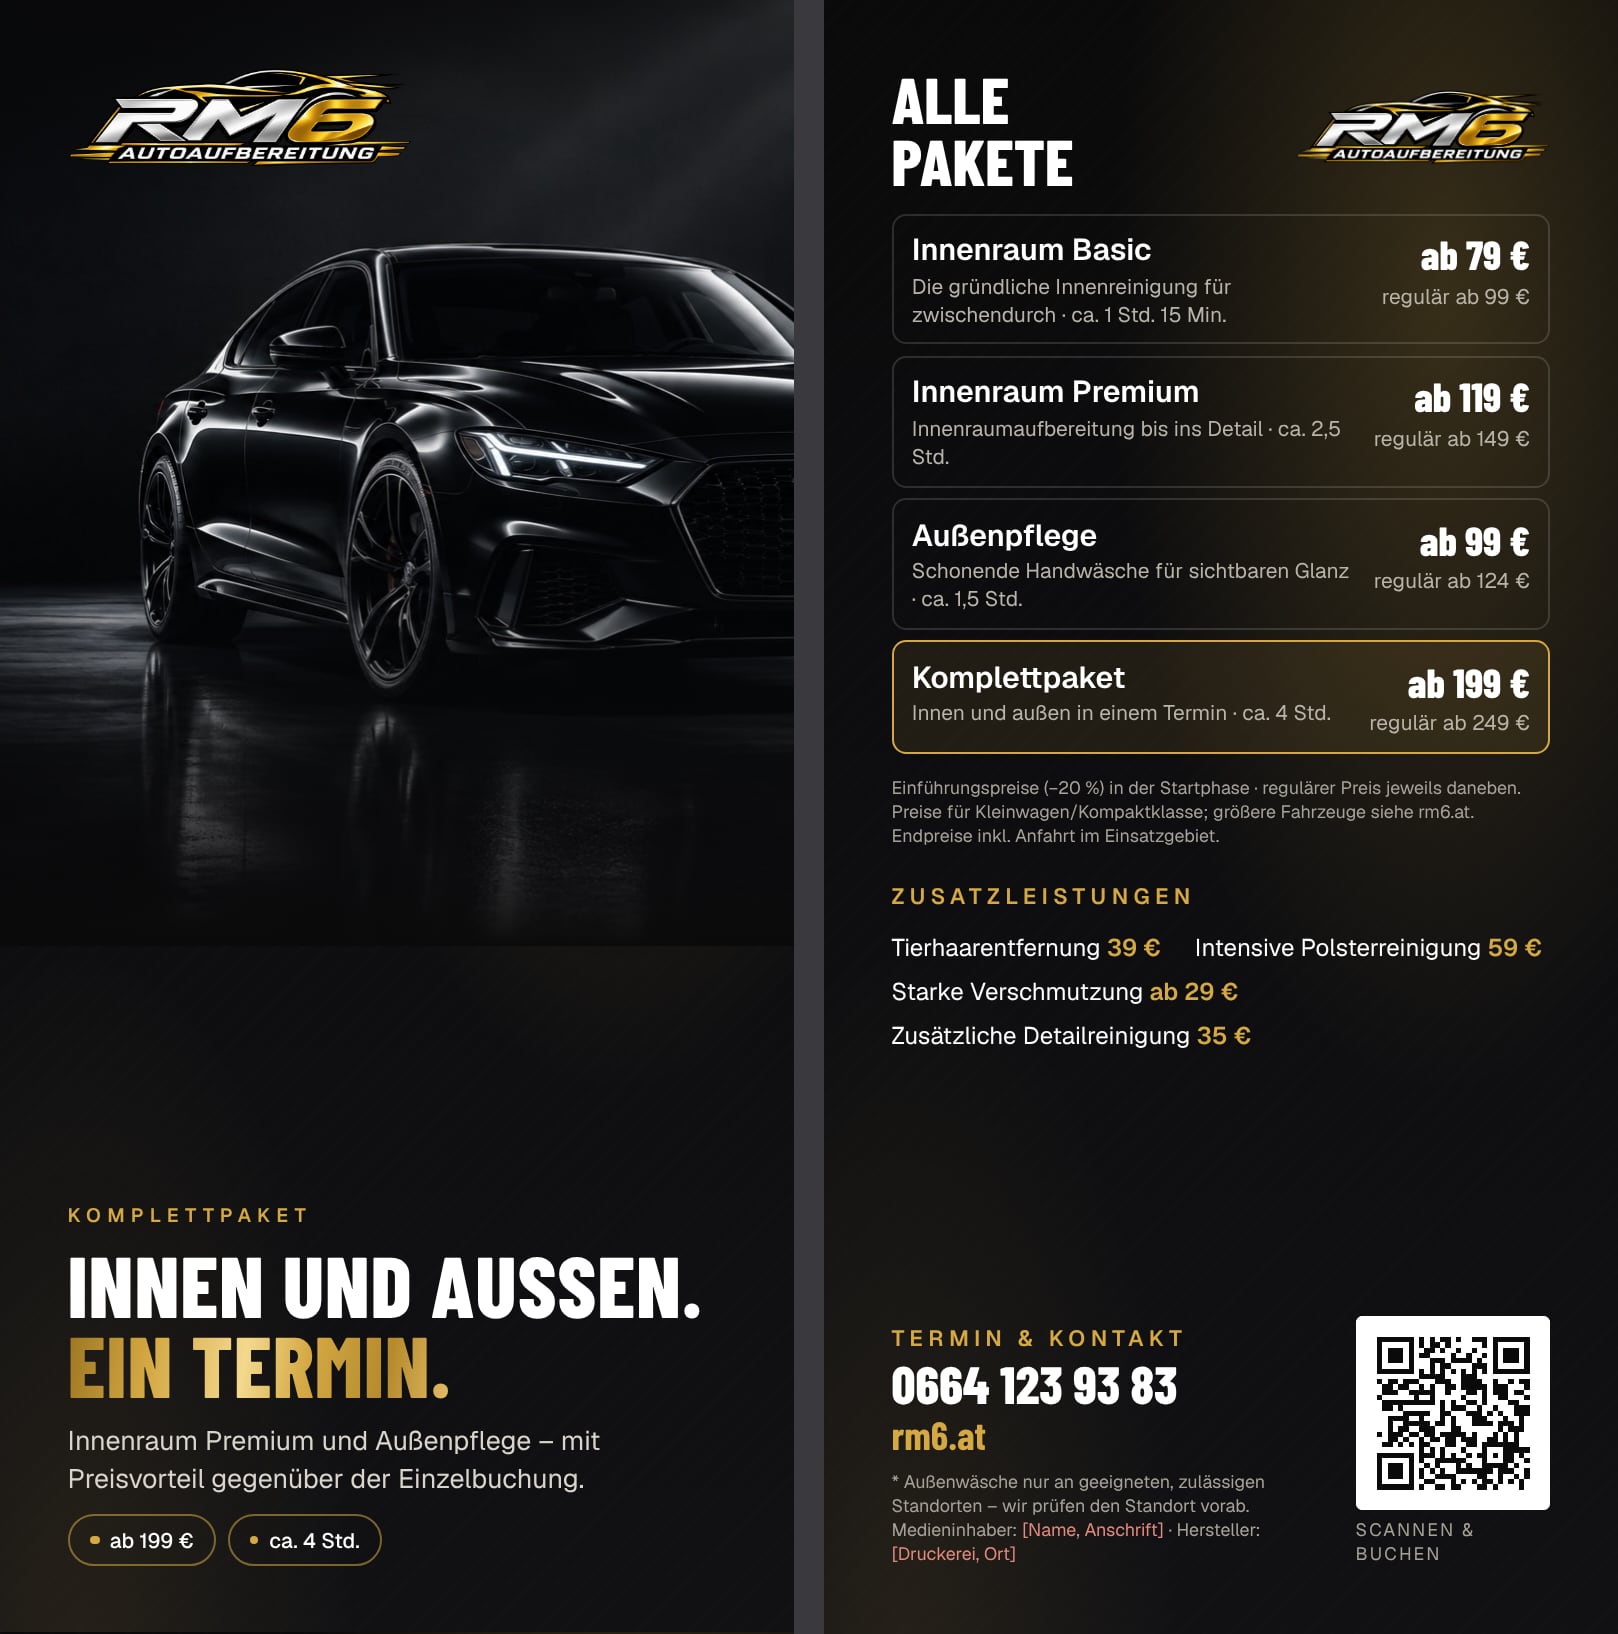 RM6
AUTOAUFBEREITUNG
KOMPLETTPAKET
INNEN UND AUSSEN.
EIN TERMIN.
Innenraum Premium und Außenpflege – mit
Preisvorteil gegenüber der Einzelbuchung.
ab 199 €
ca. 4 Std.
ALLE
PAKETE
RM6
AUTOAUFBEREITUNG
Innenraum Basic
Die gründliche Innenreinigung für
zwischendurch · ca. 1 Std. 15 Min.
ab 79 €
regulär ab 99 €
Innenraum Premium
Innenraumaufbereitung bis ins Detail · ca. 2,5
Std.
ab 119 €
regulär ab 149 €
Außenpflege
Schonende Handwäsche für sichtbaren Glanz
· ca. 1,5 Std.
ab 99 €
regulär ab 124 €
Komplettpaket
Innen und außen in einem Termin · ca. 4 Std.
ab 199 €
regulär ab 249 €
Einführungspreise (–20 %) in der Startphase · regulärer Preis jeweils daneben.
Preise für Kleinwagen/Kompaktklasse; größere Fahrzeuge siehe rm6.at.
Endpreise inkl. Anfahrt im Einsatzgebiet.
ZUSATZLEISTUNGEN
Tierhaarentfernung 39 € Intensive Polsterreinigung 59 €
Starke Verschmutzung ab 29 €
Zusätzliche Detailreinigung 35 €
TERMIN & KONTAKT
0664 123 93 83
rm6.at
* Außenwäsche nur an geeigneten, zulässigen
Standorten – wir prüfen den Standort vorab.
Medieninhaber: [Name, Anschrift] · Hersteller:
[Druckerei, Ort]
SCANNEN &
BUCHEN